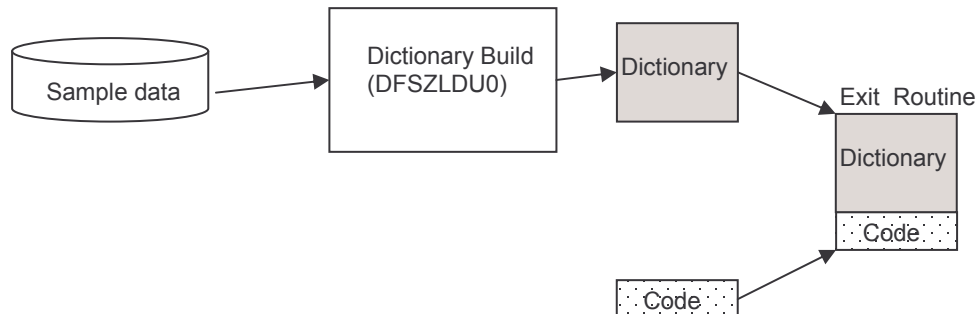 Sample data
Dictionary Build
(DFSZLDU0)
Dictionary
Exit Routine
Dictionary
Code
Code